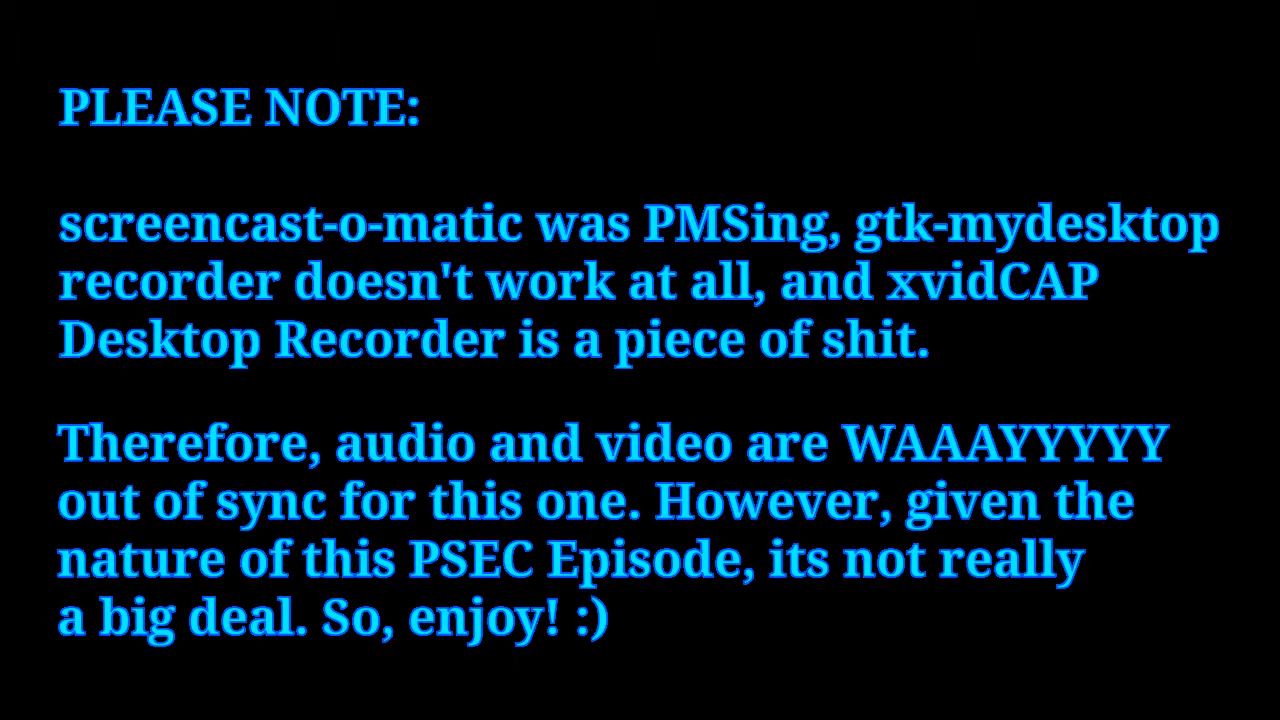 PLEASE NOTE:
screencast-o-matic was PMSing, gtk-mydesktop
recorder doesn't work at all, and xvidCAP
Desktop Recorder is a piece of shit.
Therefore, audio and video are WAAAYYYYY
out of sync for this one. However, given the
nature of this PSEC Episode, its not really
a big deal. So, enjoy! :)